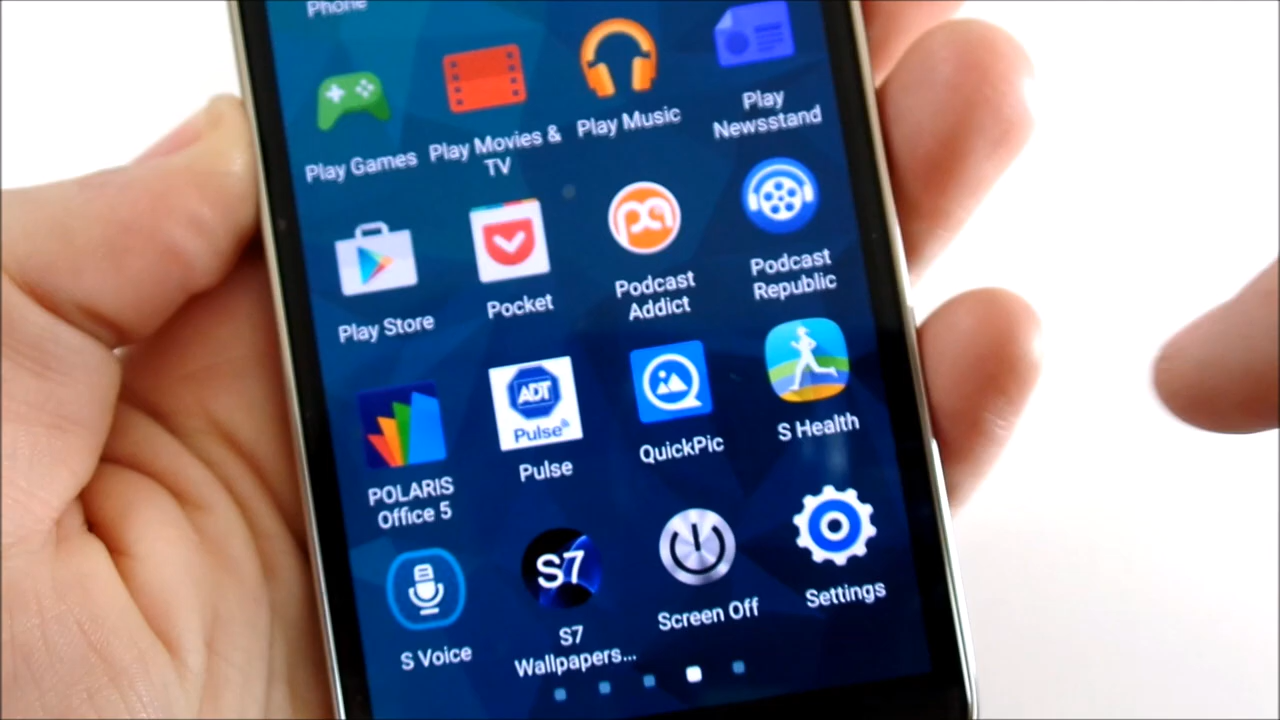 Phone
Play Games
Play Movies &
TV
Play Music
Play
Newsstand
Play Store
Pocket
Podcast
Addict
Podcast
Republic
POLARIS
Office 5
ADT
Pulse
Pulse
QuickPic
S Health
S Voice
S7
S7
Wallpapers...
Screen Off
Settings